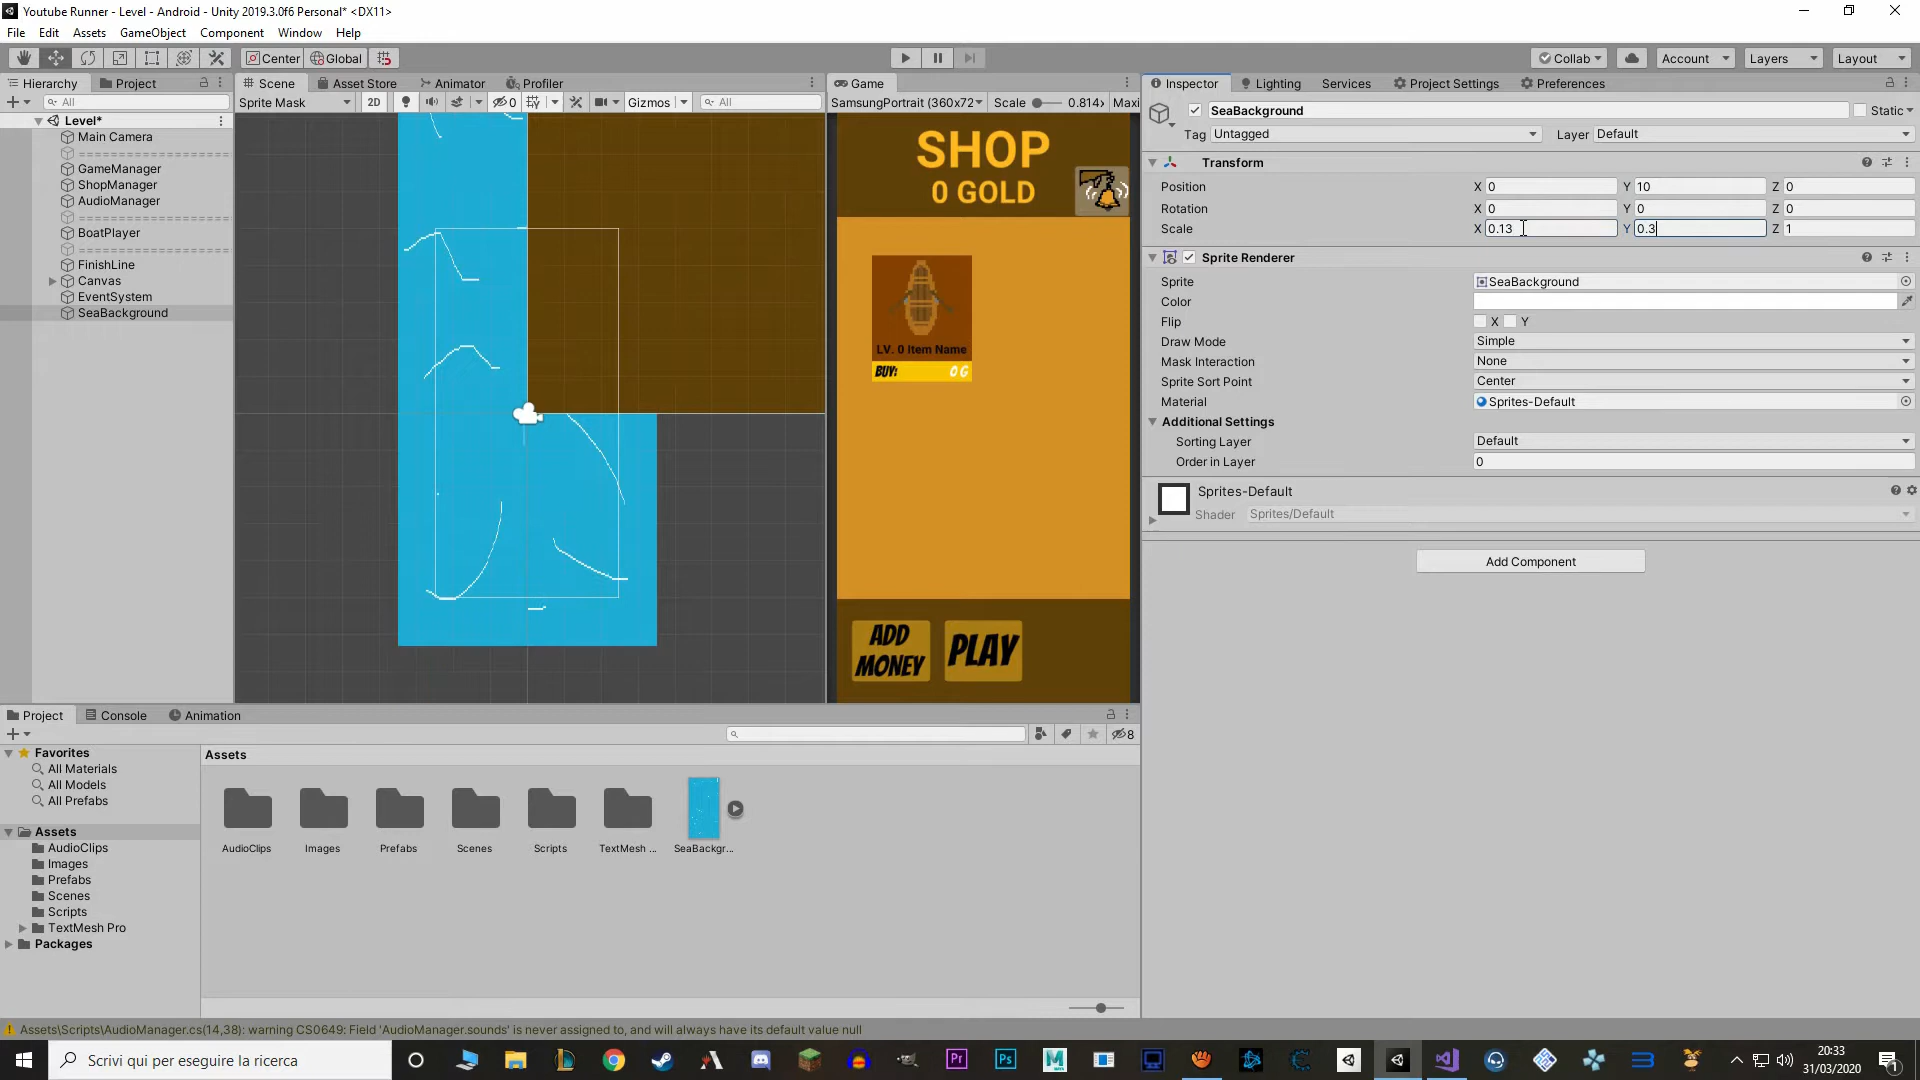 Youtube Runner - Level - Android - Unity 2019.3.0f6 Personal* <DX11>
File Edit Assets GameObject Component Window Help
Center Global Collab Account Layers Layout
Hierarchy Project Scene Asset Store Animator Profiler Game Inspector Lighting Services Project Settings Preferences
All Sprite Mask 2D 0 Gizmos All SamsungPortrait (360x72 Scale 0.814x Maxi
Level*
Main Camera
GameManager
ShopManager
AudioManager
BoatPlayer
FinishLine
Canvas
EventSystem
SeaBackground
SHOP
0 GOLD
LV. 0 Item Name
BUY: 0 G
ADD MONEY
PLAY
SeaBackground Static
Tag Untagged Layer Default
Transform
Position X 0 Y 10 Z 0
Rotation X 0 Y 0 Z 0
Scale X 0.13 Y 0.3 Z 1
Sprite Renderer
Sprite SeaBackground
Color
Flip X Y
Draw Mode Simple
Mask Interaction None
Sprite Sort Point Center
Material Sprites-Default
Additional Settings
Sorting Layer Default
Order in Layer 0
Sprites-Default
Shader Sprites/Default
Add Component
Project Console Animation
8
Favorites
All Materials
All Models
All Prefabs
Assets
AudioClips
Images
Prefabs
Scenes
Scripts
TextMesh Pro
Packages
Assets
AudioClips Images Prefabs Scenes Scripts TextMesh ... SeaBackgr...
Assets\Scripts\AudioManager.cs(14,38): warning CS0649: Field 'AudioManager.sounds' is never assigned to, and will always have its default value null
Scrivi qui per eseguire la ricerca
Pr Ps M
20:33
31/03/2020
1